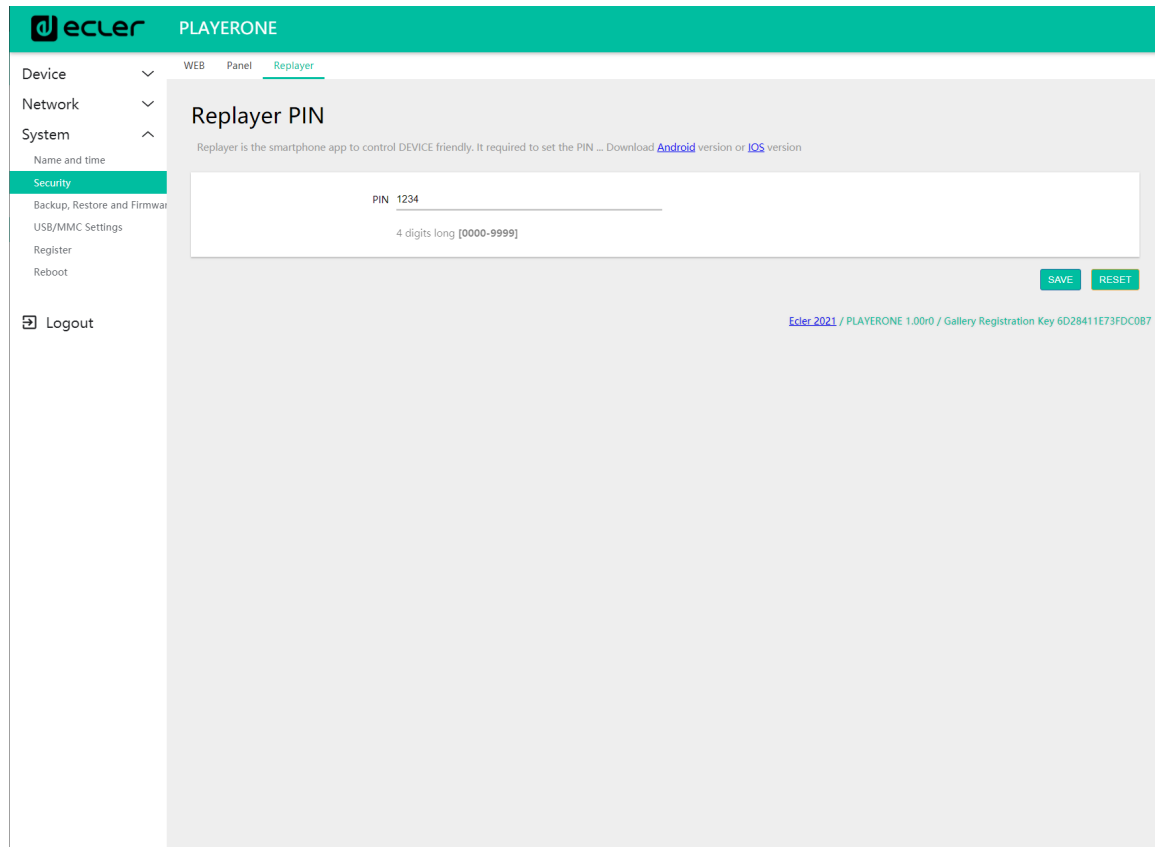 ecler PLAYERONE
Device
Network
System
Name and time
Security
Backup, Restore and Firmwar
USB/MMC Settings
Register
Reboot
Logout
WEB Panel Replayer
Replayer PIN
Replayer is the smartphone app to control DEVICE friendly. It required to set the PIN ... Download Android version or IOS version
PIN 1234
4 digits long [0000-9999]
SAVE RESET
Ecler 2021 / PLAYERONE 1.00r0 / Gallery Registration Key 6D28411E73FDC0B7